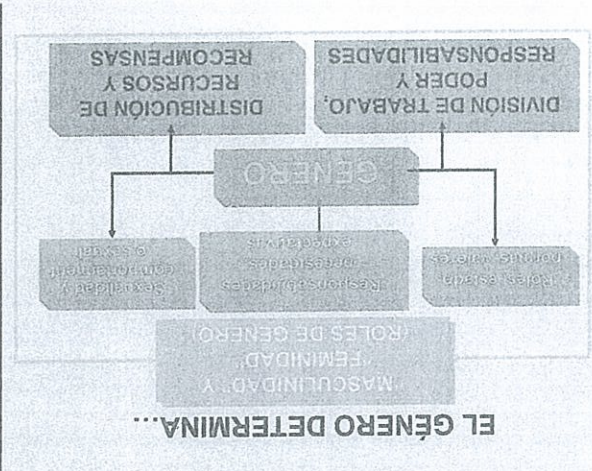 EL GÉNERO DETERMINA...
"MASCULINIDAD" Y
"FEMINIDAD"
(ROLES DE GÉNERO)
Roles, estado,
normas, valores
Responsabilidades
– necesidades –
expectativas
Sexualidad y
comportament
o sexual
GÉNERO
DIVISIÓN DE TRABAJO,
PODER Y
RESPONSABILIDADES
DISTRIBUCIÓN DE
RECURSOS Y
RECOMPENSAS